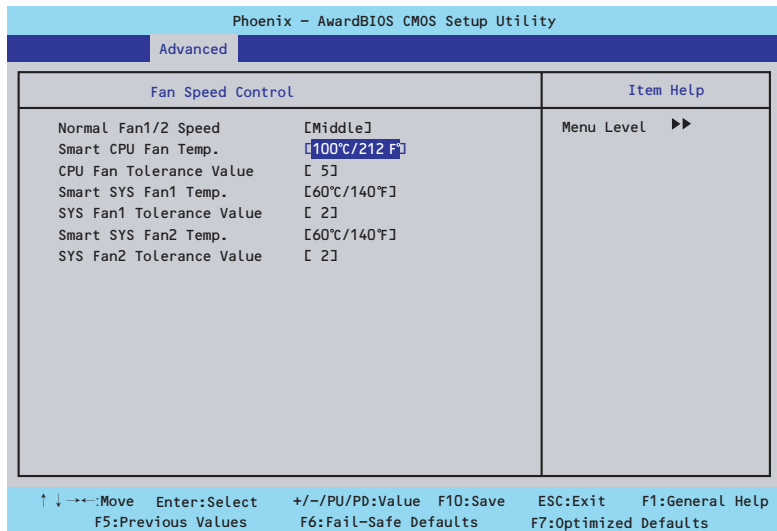 Phoenix – AwardBIOS CMOS Setup Utility
Advanced
Fan Speed Control
Item Help
Normal Fan1/2 Speed [Middle]
Menu Level ▶▶
Smart CPU Fan Temp. [100℃/212 F°]
CPU Fan Tolerance Value [ 5]
Smart SYS Fan1 Temp. [60℃/140℉]
SYS Fan1 Tolerance Value [ 2]
Smart SYS Fan2 Temp. [60℃/140℉]
SYS Fan2 Tolerance Value [ 2]
↑↓→←:Move Enter:Select +/-/PU/PD:Value F10:Save ESC:Exit F1:General Help
F5:Previous Values F6:Fail-Safe Defaults F7:Optimized Defaults